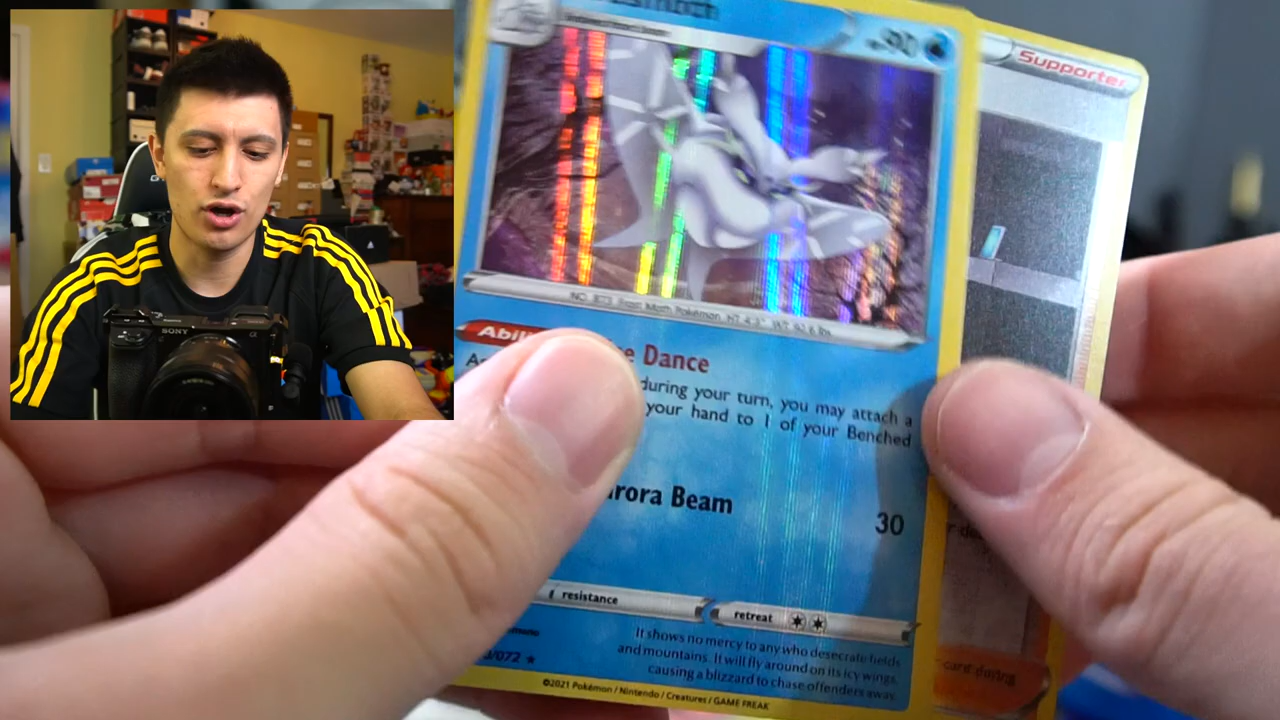 90
Supporter
SONY
NO. 873 Frost Moth Pokémon HT 4'3" WT 92.6 lbs
Ice Dance
during your turn, you may attach a
your hand to 1 of your Benched
Aurora Beam
30
resistance
retreat
/072
It shows no mercy to any who desecrate fields
and mountains. It will fly around on its icy wings,
causing a blizzard to chase offenders away.
©2021 Pokémon / Nintendo / Creatures / GAME FREAK